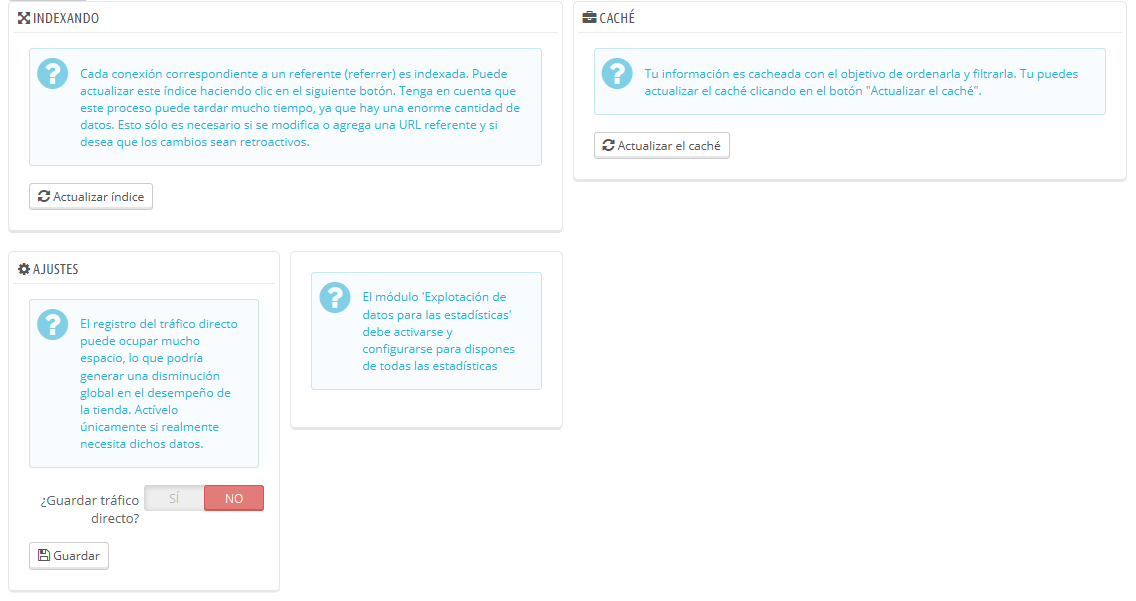 INDEXANDO
Cada conexión correspondiente a un referente (referrer) es indexada. Puede
actualizar este índice haciendo clic en el siguiente botón. Tenga en cuenta que
este proceso puede tardar mucho tiempo, ya que hay una enorme cantidad de
datos. Esto sólo es necesario si se modifica o agrega una URL referente y si
desea que los cambios sean retroactivos.
Actualizar índice
CACHÉ
Tu información es cacheada con el objetivo de ordenarla y filtrarla. Tu puedes
actualizar el caché clicando en el botón "Actualizar el caché".
Actualizar el caché
AJUSTES
El registro del tráfico directo
puede ocupar mucho
espacio, lo que podría
generar una disminución
global en el desempeño de
la tienda. Actívelo
únicamente si realmente
necesita dichos datos.
¿Guardar tráfico
directo?
SÍ
NO
Guardar
El módulo 'Explotación de
datos para las estadísticas'
debe activarse y
configurarse para dispones
de todas las estadísticas